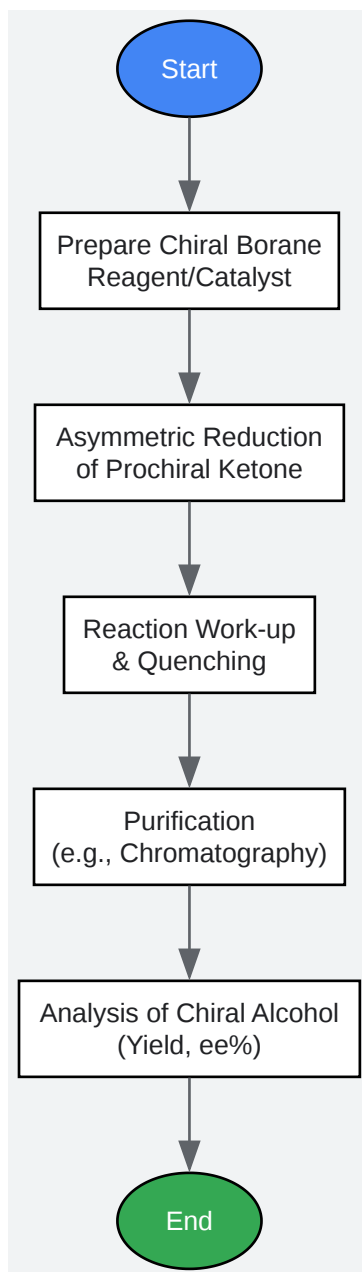 Start
Prepare Chiral Borane
Reagent/Catalyst
Asymmetric Reduction
of Prochiral Ketone
Reaction Work-up
& Quenching
Purification
(e.g., Chromatography)
Analysis of Chiral Alcohol
(Yield, ee%)
End